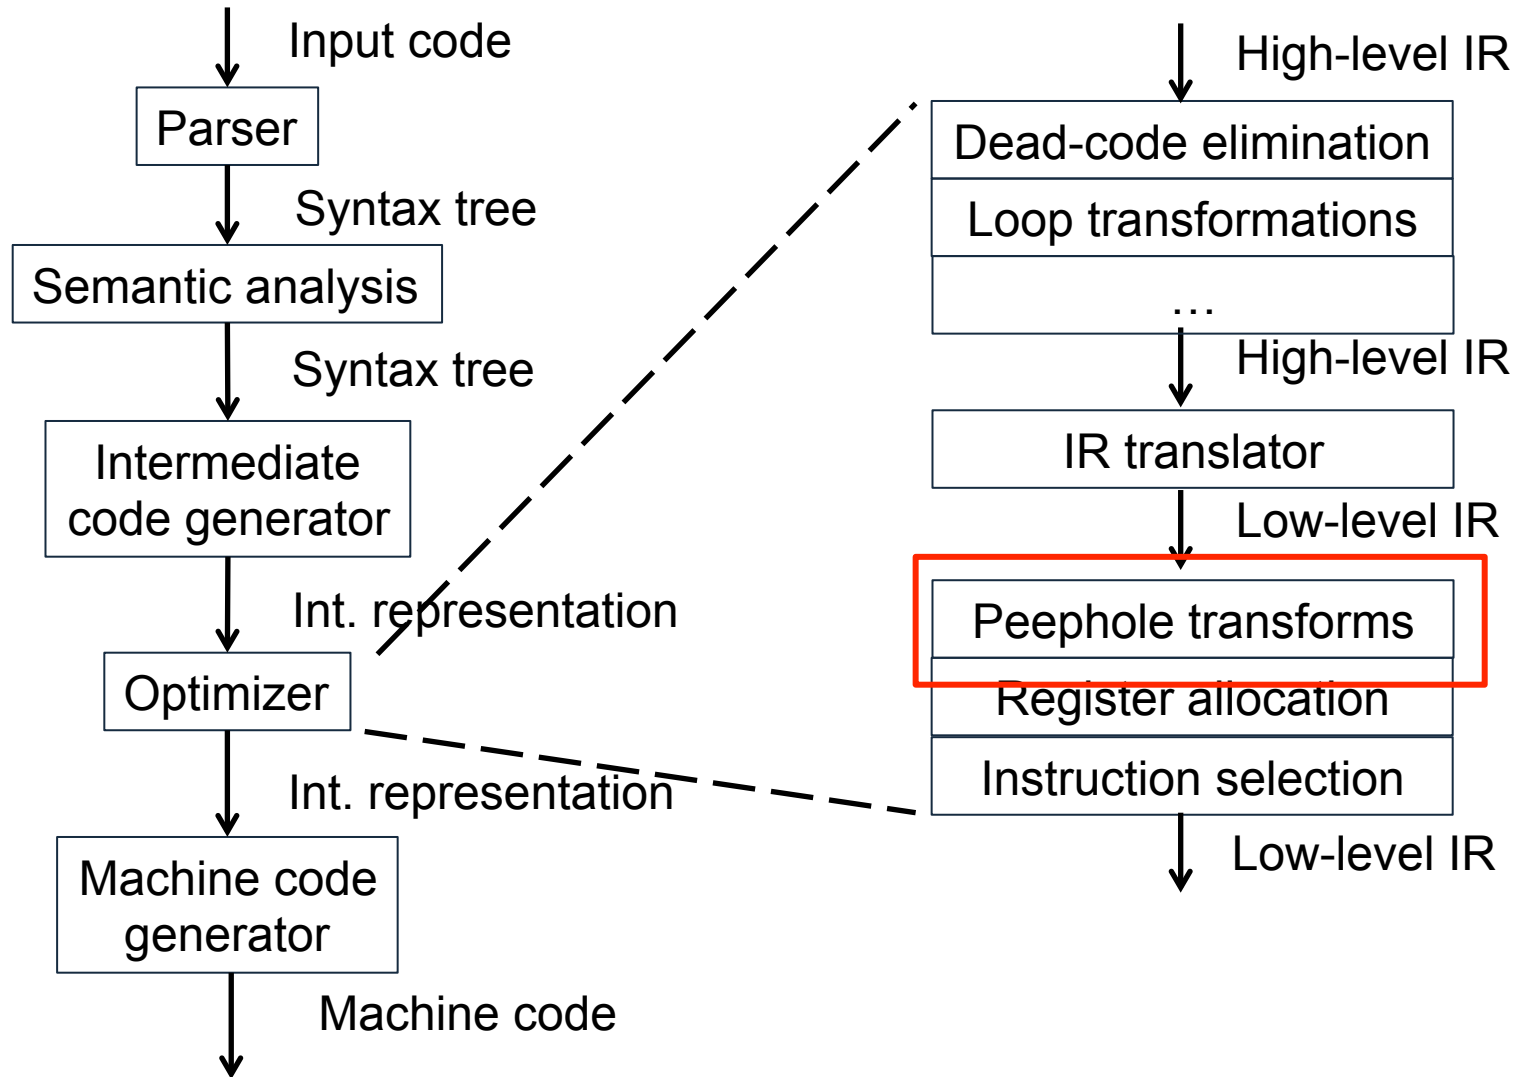 Input code
Parser
Syntax tree
Semantic analysis
Syntax tree
Intermediate
code generator
Int. representation
Optimizer
Int. representation
Machine code
generator
Machine code
High-level IR
Dead-code elimination
Loop transformations
…
High-level IR
IR translator
Low-level IR
Peephole transforms
Register allocation
Instruction selection
Low-level IR